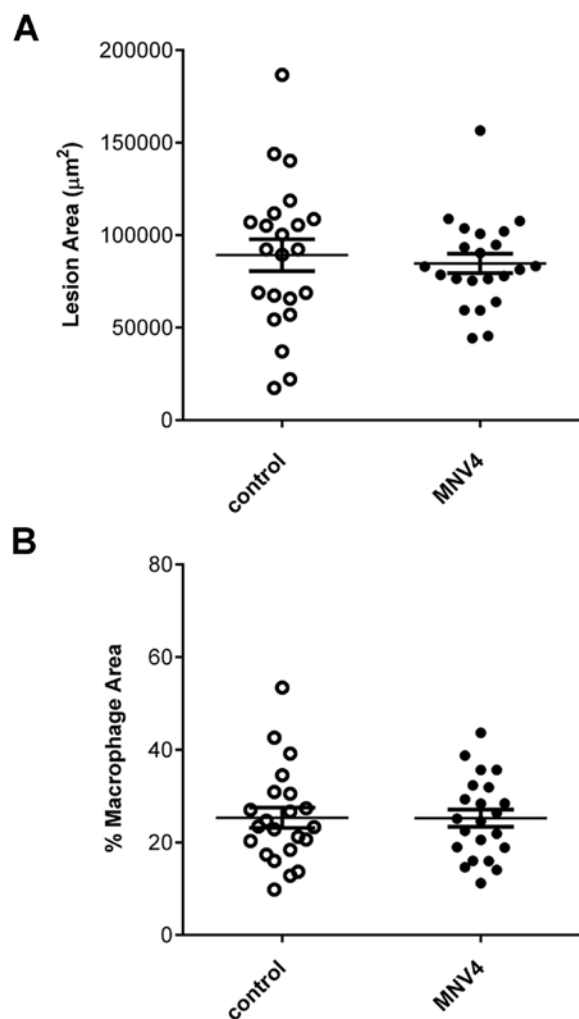 A
Lesion Area (μm²)
200000
150000
100000
50000
0
control
MNV4
B
% Macrophage Area
80
60
40
20
0
control
MNV4